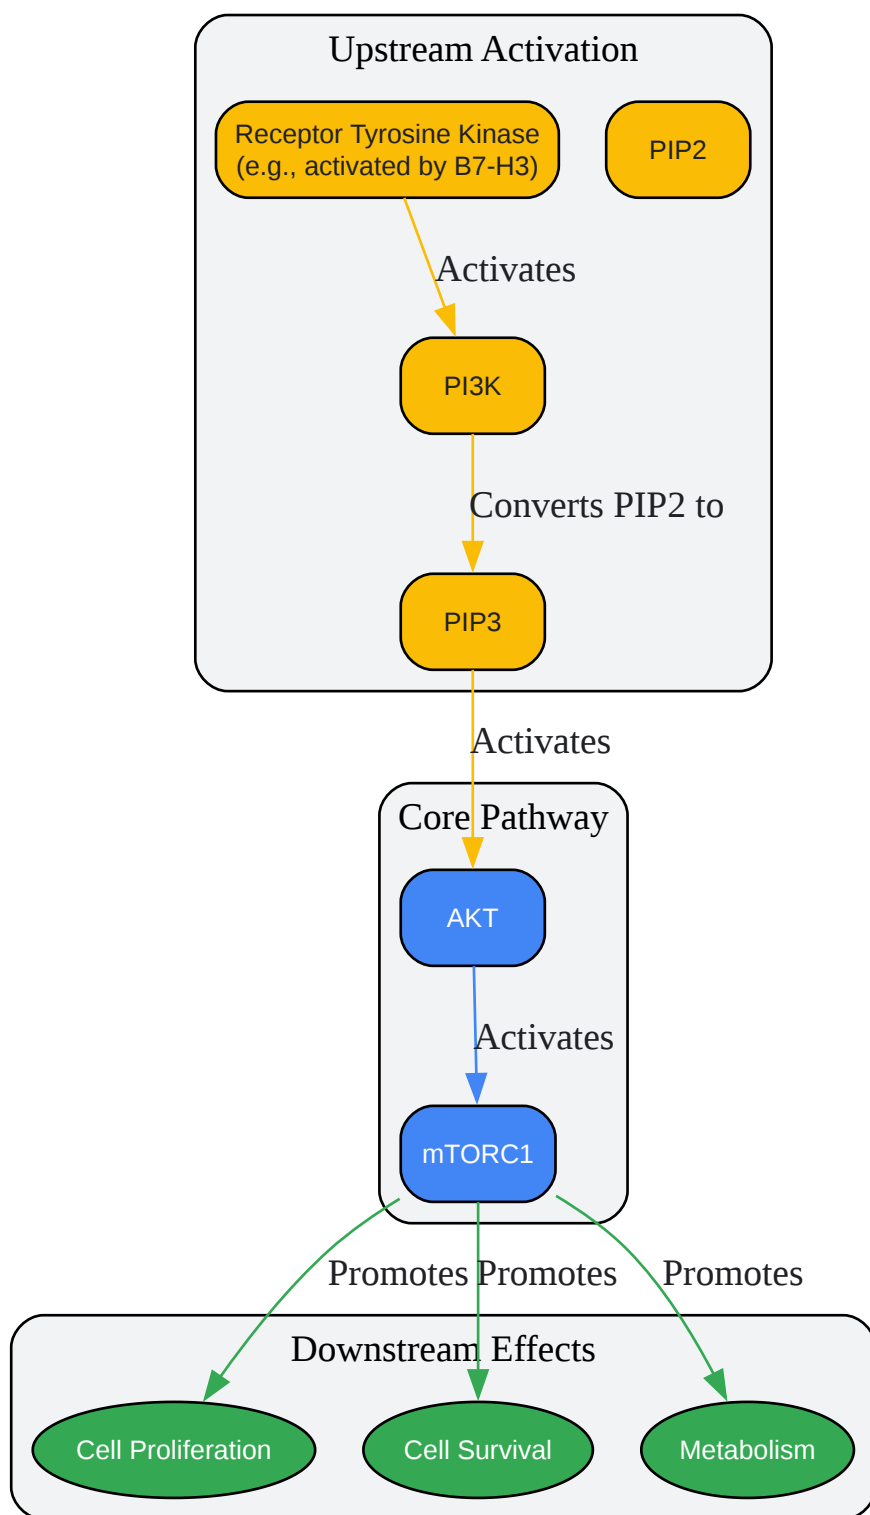 Upstream Activation
Receptor Tyrosine Kinase
(e.g., activated by B7-H3)
PIP2
Activates
PI3K
Converts PIP2 to
PIP3
Activates
Core Pathway
AKT
Activates
mTORC1
Promotes
Promotes
Promotes
Downstream Effects
Cell Proliferation
Cell Survival
Metabolism